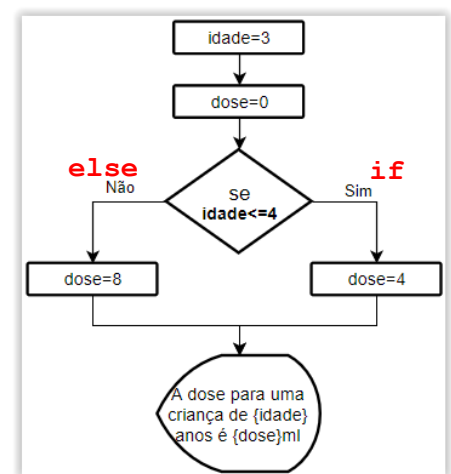 idade=3
dose=0
else
if
Não
Sim
se
idade<=4
dose=8
dose=4
A dose para uma
criança de {idade}
anos é {dose}ml